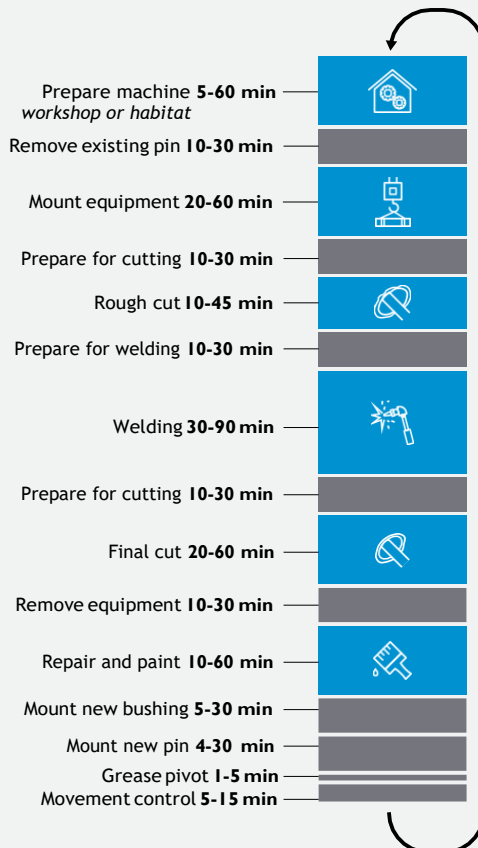 Prepare machine 5-60 min
workshop or habitat
Remove existing pin 10-30 min
Mount equipment 20-60 min
Prepare for cutting 10-30 min
Rough cut 10-45 min
Prepare for welding 10-30 min
Welding 30-90 min
Prepare for cutting 10-30 min
Final cut 20-60 min
Remove equipment 10-30 min
Repair and paint 10-60 min
Mount new bushing 5-30 min
Mount new pin 4-30 min
Grease pivot 1-5 min
Movement control 5-15 min